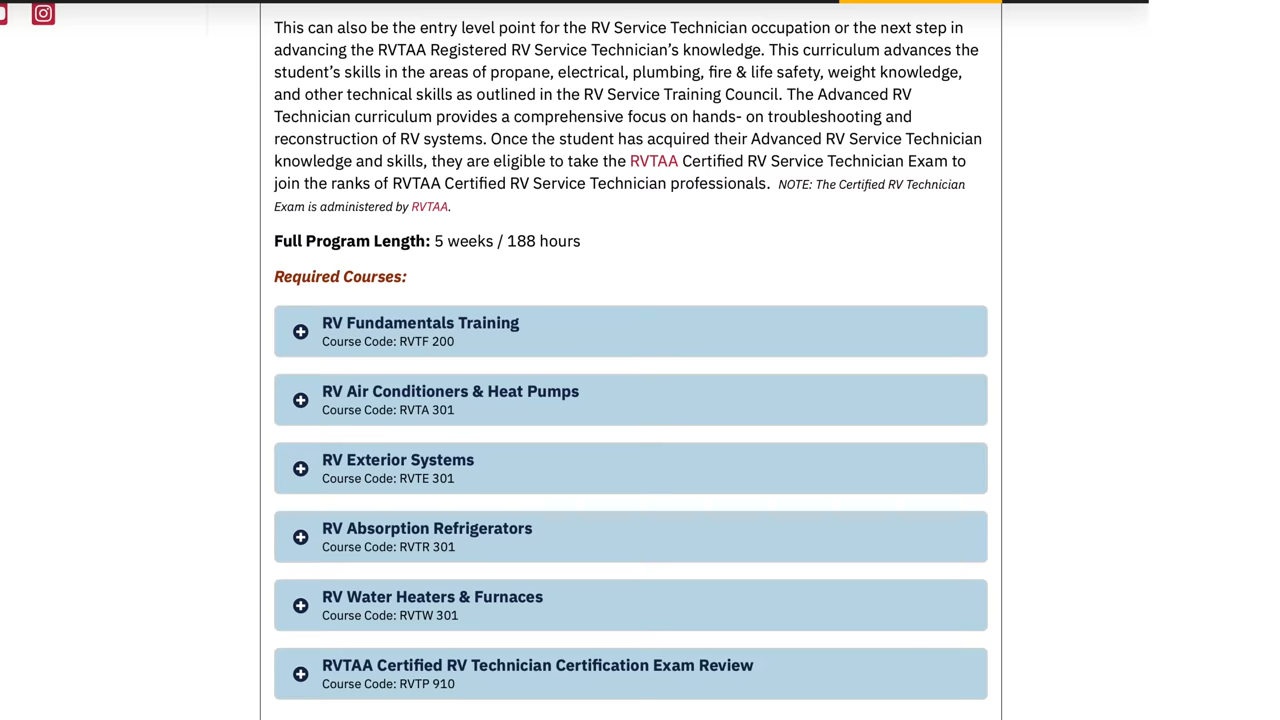 This can also be the entry level point for the RV Service Technician occupation or the next step in
advancing the RVTAA Registered RV Service Technician's knowledge. This curriculum advances the
student's skills in the areas of propane, electrical, plumbing, fire & life safety, weight knowledge,
and other technical skills as outlined in the RV Service Training Council. The Advanced RV
Technician curriculum provides a comprehensive focus on hands- on troubleshooting and
reconstruction of RV systems. Once the student has acquired their Advanced RV Service Technician
knowledge and skills, they are eligible to take the RVTAA Certified RV Service Technician Exam to
join the ranks of RVTAA Certified RV Service Technician professionals. NOTE: The Certified RV Technician
Exam is administered by RVTAA.
Full Program Length: 5 weeks / 188 hours
Required Courses:
RV Fundamentals Training
Course Code: RVTF 200
RV Air Conditioners & Heat Pumps
Course Code: RVTA 301
RV Exterior Systems
Course Code: RVTE 301
RV Absorption Refrigerators
Course Code: RVTR 301
RV Water Heaters & Furnaces
Course Code: RVTW 301
RVTAA Certified RV Technician Certification Exam Review
Course Code: RVTP 910